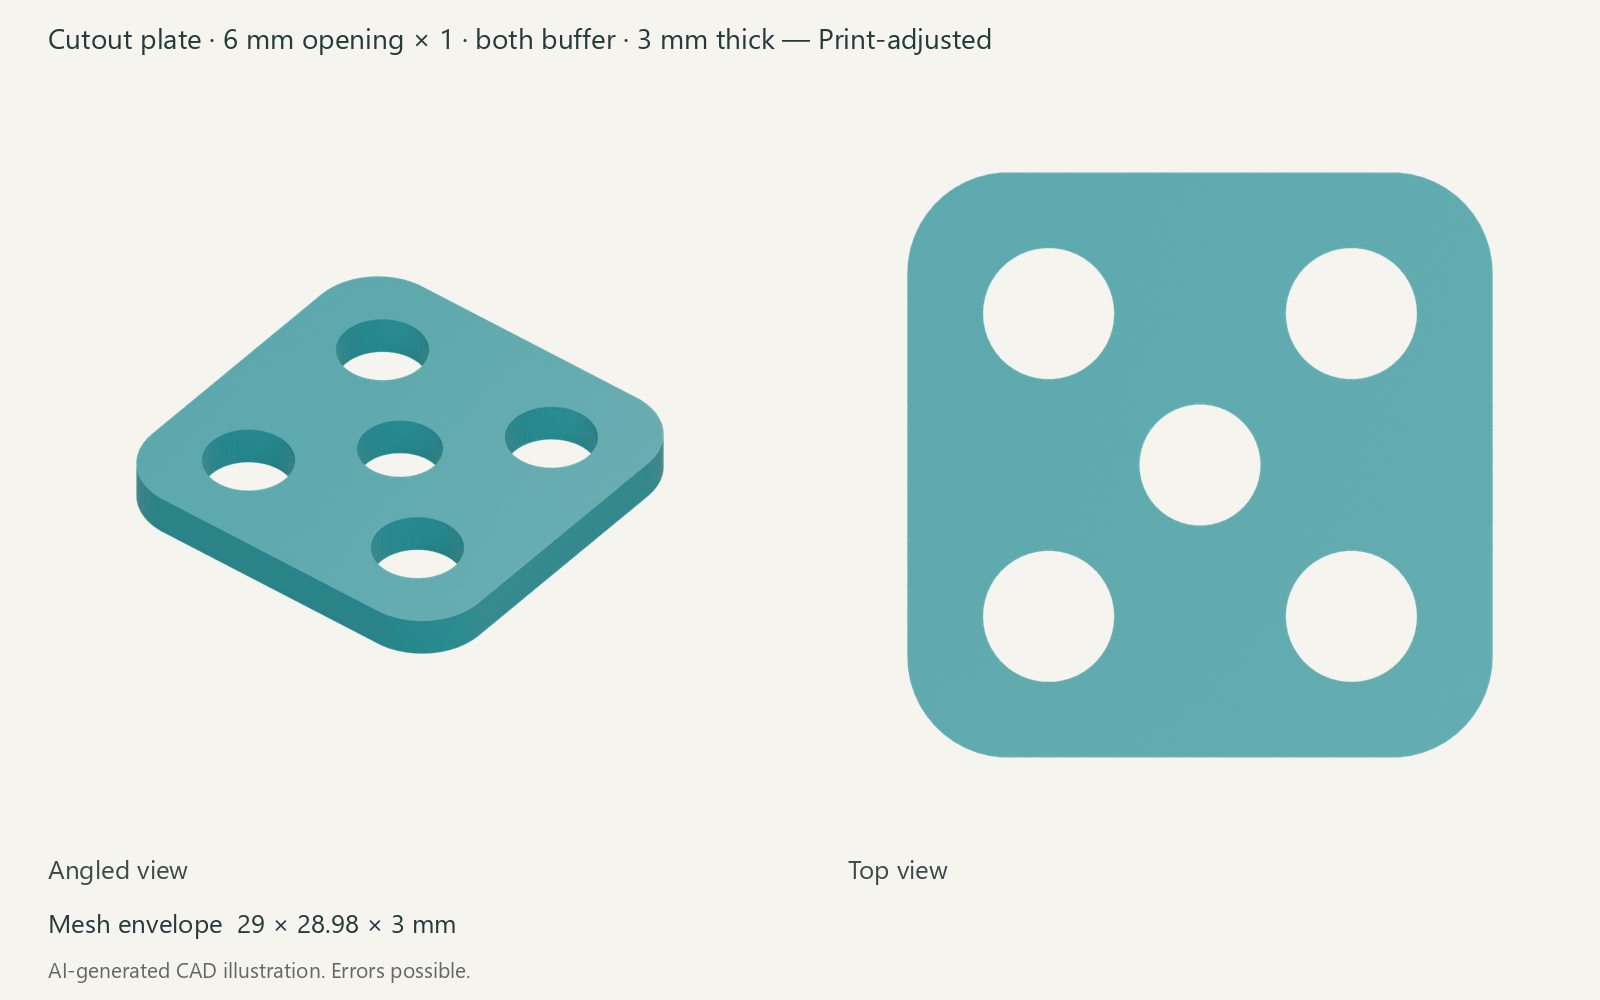 Cutout plate · 6 mm opening × 1 · both buffer · 3 mm thick — Print-adjusted
Angled view
Top view
Mesh envelope 29 × 28.98 × 3 mm
AI-generated CAD illustration. Errors possible.